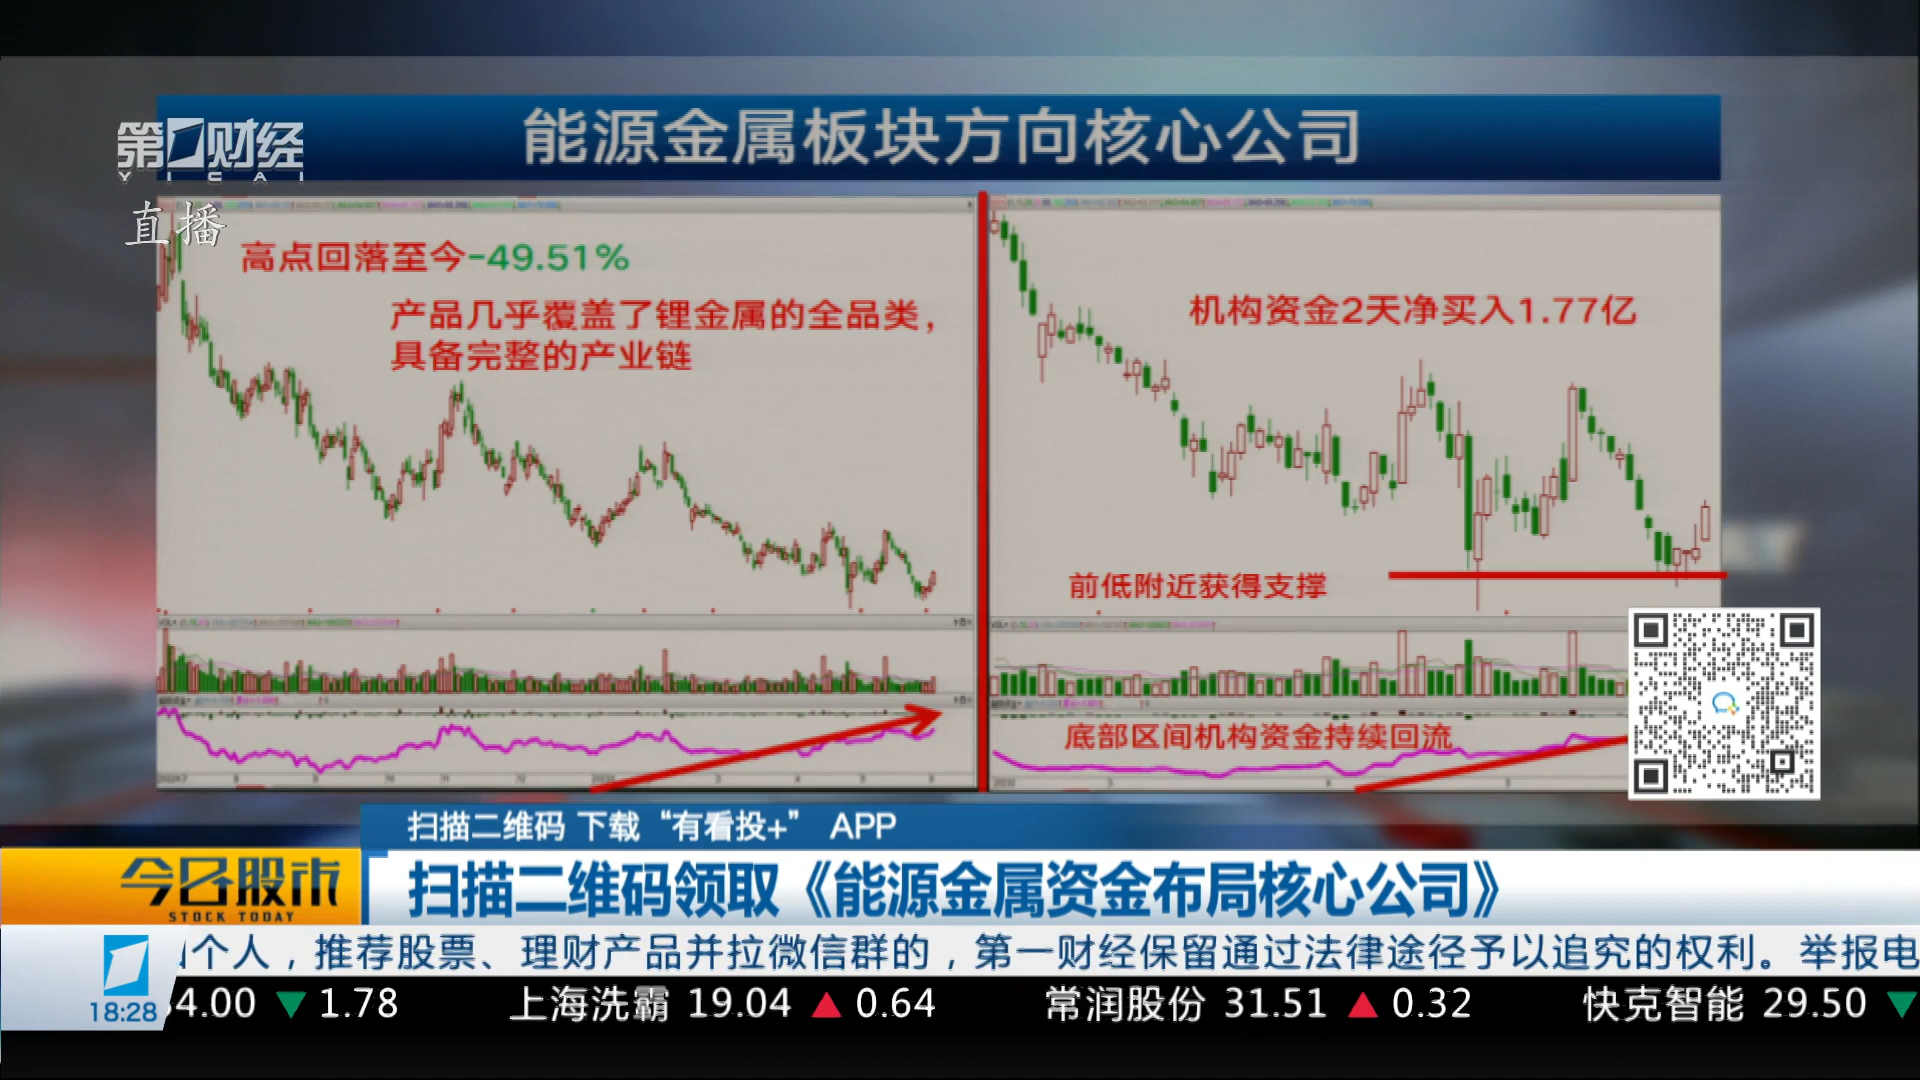 能源金属板块方向核心公司
第一财经
YICAI
直播
高点回落至今-49.51%
产品几乎覆盖了锂金属的全品类，
具备完整的产业链
机构资金2天净买入1.77亿
前低附近获得支撑
底部区间机构资金持续回流
扫描二维码 下载“有看投+” APP
今日股市
STOCK TODAY
扫描二维码领取《能源金属资金布局核心公司》
个人，推荐股票、理财产品并拉微信群的，第一财经保留通过法律途径予以追究的权利。举报电
18:28
4.00 ▼ 1.78 上海洗霸 19.04 ▲ 0.64 常润股份 31.51 ▲ 0.32 快克智能 29.50 ▼